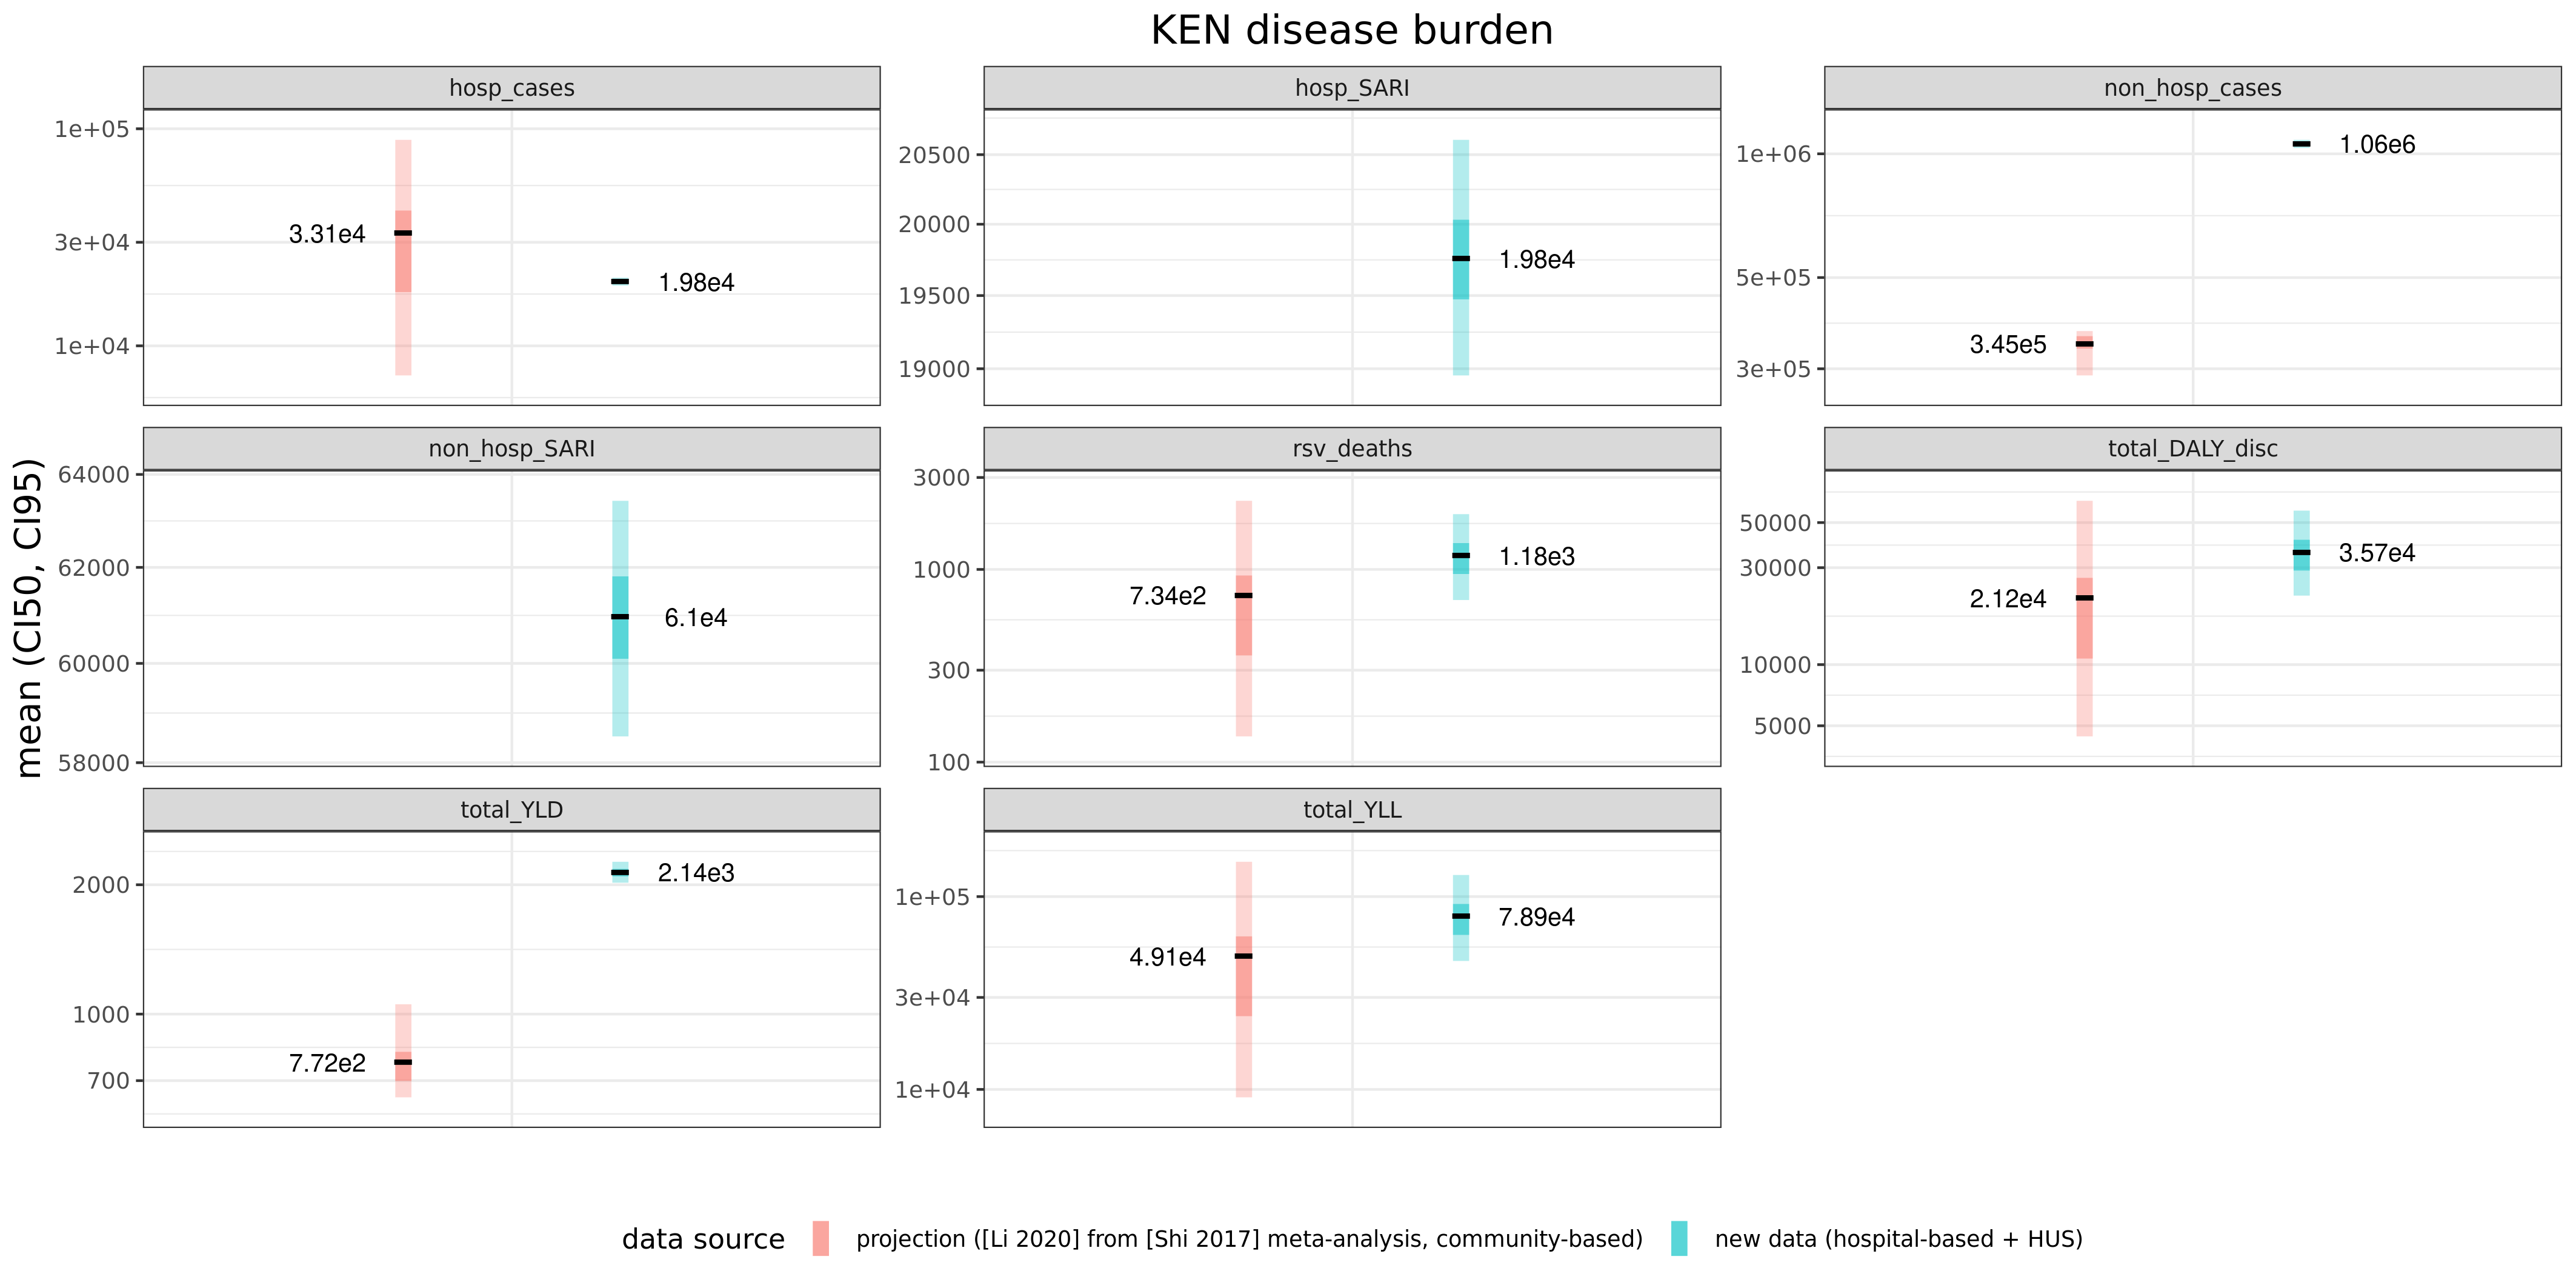 KEN disease burden
mean (CI50, CI95)
hosp_cases
1e+05
3e+04
1e+04
3.31e4
1.98e4
hosp_SARI
20500
20000
19500
19000
1.98e4
non_hosp_cases
1e+06
5e+05
3e+05
3.45e5
1.06e6
non_hosp_SARI
64000
62000
60000
58000
6.1e4
rsv_deaths
3000
1000
300
100
7.34e2
1.18e3
total_DALY_disc
50000
30000
10000
5000
2.12e4
3.57e4
total_YLD
2000
1000
700
7.72e2
2.14e3
total_YLL
1e+05
3e+04
1e+04
4.91e4
7.89e4
data source
projection ([Li 2020] from [Shi 2017] meta-analysis, community-based)
new data (hospital-based + HUS)